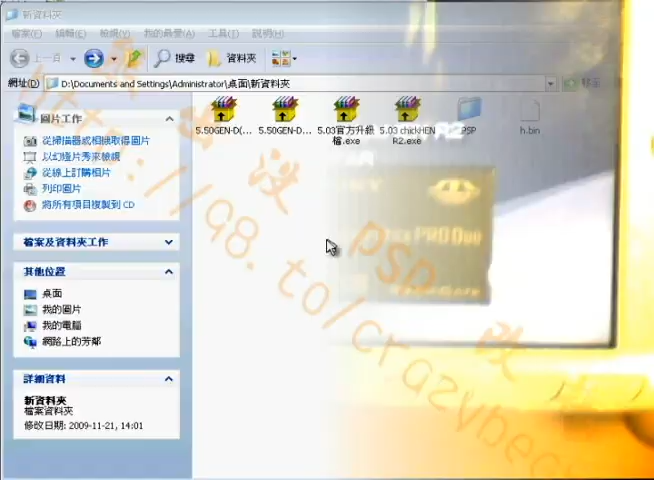 新資料夾
檔案(F) 編輯(E) 檢視(V) 我的最愛(A) 工具(T) 說明(H)
上一頁 搜尋 資料夾
網址(D) D:\Documents and Settings\Administrator\桌面\新資料夾 移至
圖片工作
從掃描器或相機取得圖片
以幻燈片秀來檢視
從線上訂購相片
列印圖片
將所有項目複製到 CD
檔案及資料夾工作
其他位置
桌面
我的圖片
我的電腦
網路上的芳鄰
詳細資料
新資料夾
檔案資料夾
修改日期: 2009-11-21, 14:01
5.50GEN-D(...
5.50GEN-D...
5.03官方升級檔.exe
5.03 chickHEN R2.exe
PSP
h.bin
R2
PRO Duo
出沒 psp 改
http://q8.to/crazybea